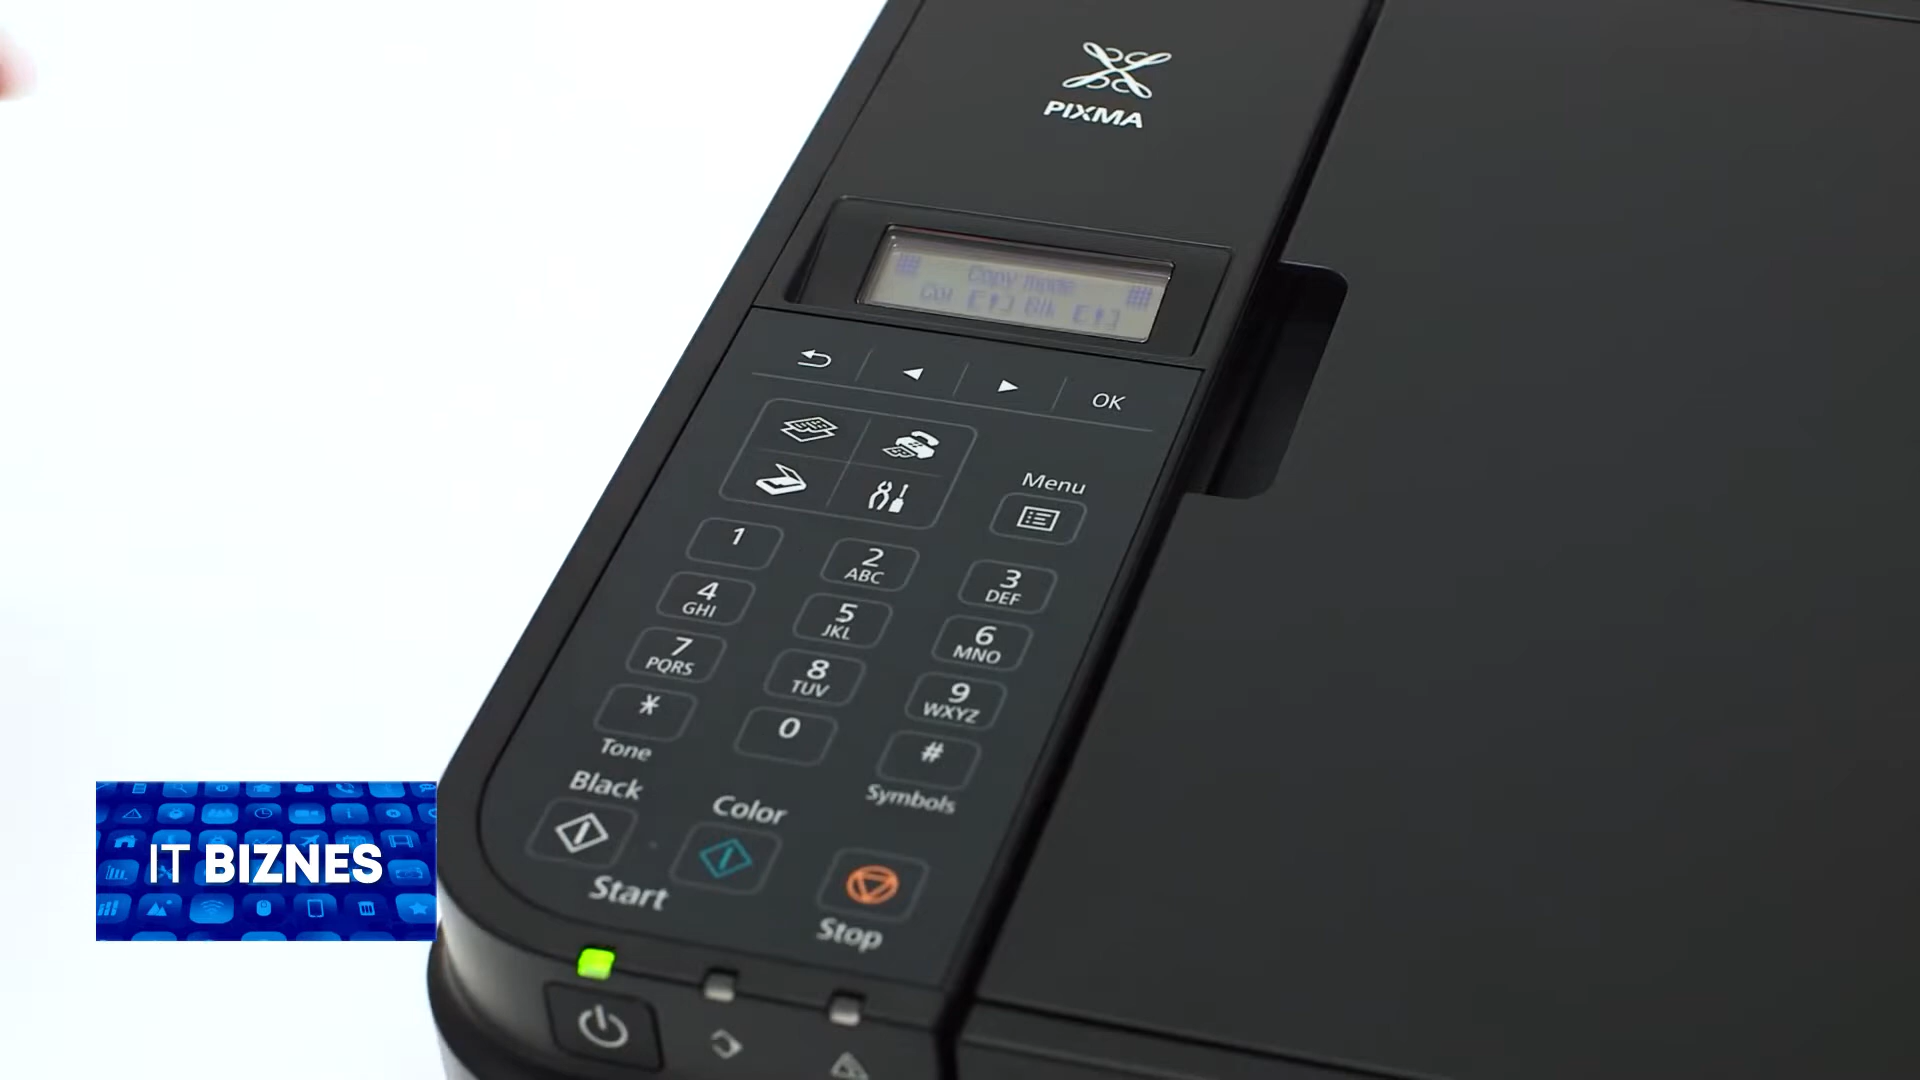 PIXMA
Copy mode
OK
Menu
1
2
ABC
3
DEF
4
GHI
5
JKL
6
MNO
7
PQRS
8
TUV
9
WXYZ
*
Tone
0
#
Symbols
Black
Color
Start
Stop
IT BIZNES